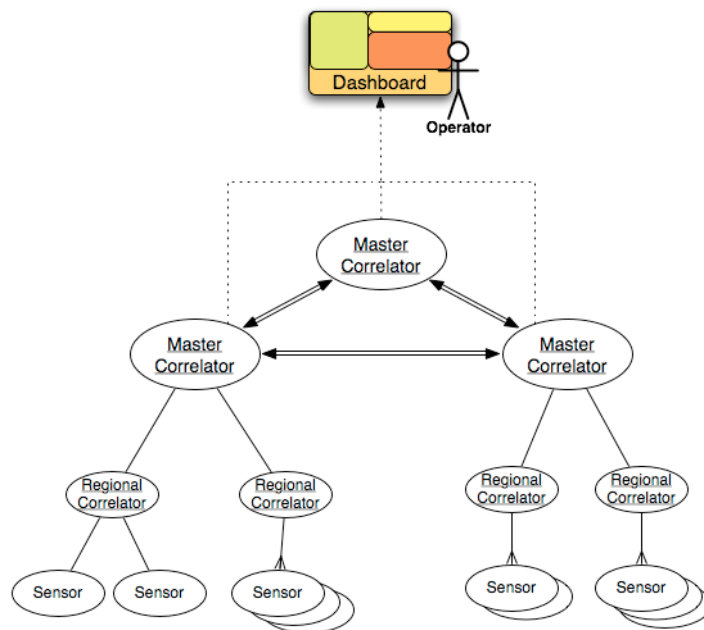 Dashboard
Operator
Master
Correlator
Master
Correlator
Master
Correlator
Regional
Correlator
Regional
Correlator
Regional
Correlator
Regional
Correlator
Sensor
Sensor
Sensor
Sensor
Sensor